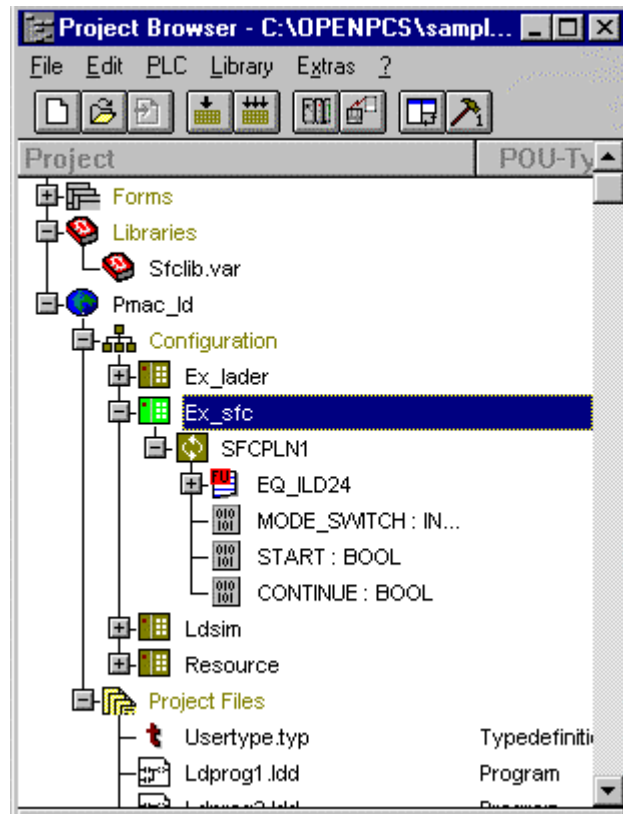 Project Browser - C:\OPENPCS\sampl...
File Edit PLC Library Extras ?
Project POU-Ty
Forms
Libraries
Sfclib.var
Pmac_ld
Configuration
Ex_lader
Ex_sfc
SFCPLN1
EQ_ILD24
MODE_SWITCH : IN...
START : BOOL
CONTINUE : BOOL
Ldsim
Resource
Project Files
Usertype.typ Typedefiniti
Ldprog1.ldd Program